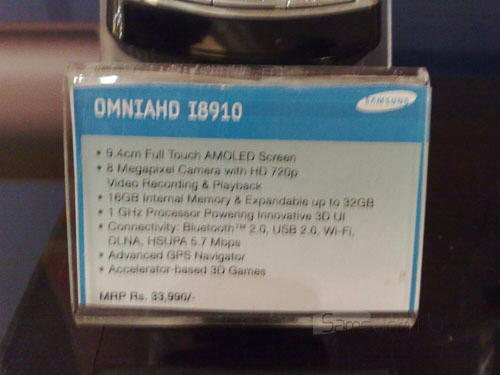 OMNIAHD I8910
SAMSUNG
• 9.4cm Full Touch AMOLED Screen
• 8 Megapixel Camera with HD 720p
Video Recording & Playback
• 16GB Internal Memory & Expandable up to 32GB
• 1 GHz Processor Powering Innovative 3D UI
• Connectivity: Bluetooth™ 2.0, USB 2.0, Wi-Fi,
DLNA, HSUPA 5.7 Mbps
• Advanced GPS Navigator
• Accelerator-based 3D Games
MRP Rs. 33,990/-